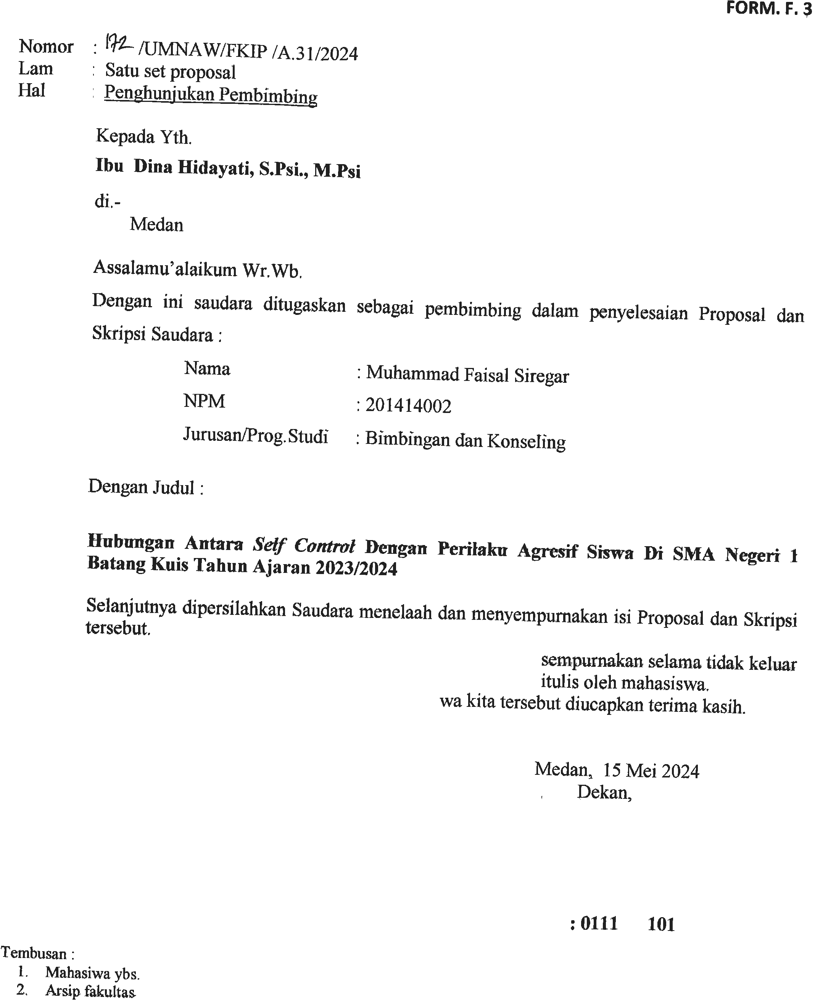 FORM. F. 3
Nomor : 172 /UMNAW/FKIP /A.31/2024
Lam : Satu set proposal
Hal : Penghunjukan Pembimbing
Kepada Yth.
Ibu Dina Hidayati, S.Psi., M.Psi
di.-
Medan
Assalamu'alaikum Wr.Wb.
Dengan ini saudara ditugaskan sebagai pembimbing dalam penyelesaian Proposal dan
Skripsi Saudara :
Nama : Muhammad Faisal Siregar
NPM : 201414002
Jurusan/Prog.Studi : Bimbingan dan Konseling
Dengan Judul :
Hubungan Antara Self Control Dengan Perilaku Agresif Siswa Di SMA Negeri 1
Batang Kuis Tahun Ajaran 2023/2024
Selanjutnya dipersilahkan Saudara menelaah dan menyempurnakan isi Proposal dan Skripsi
tersebut.
sempurnakan selama tidak keluar
itulis oleh mahasiswa.
wa kita tersebut diucapkan terima kasih.
Medan, 15 Mei 2024
Dekan,
: 0111 101
Tembusan :
1. Mahasiwa ybs.
2. Arsip fakultas